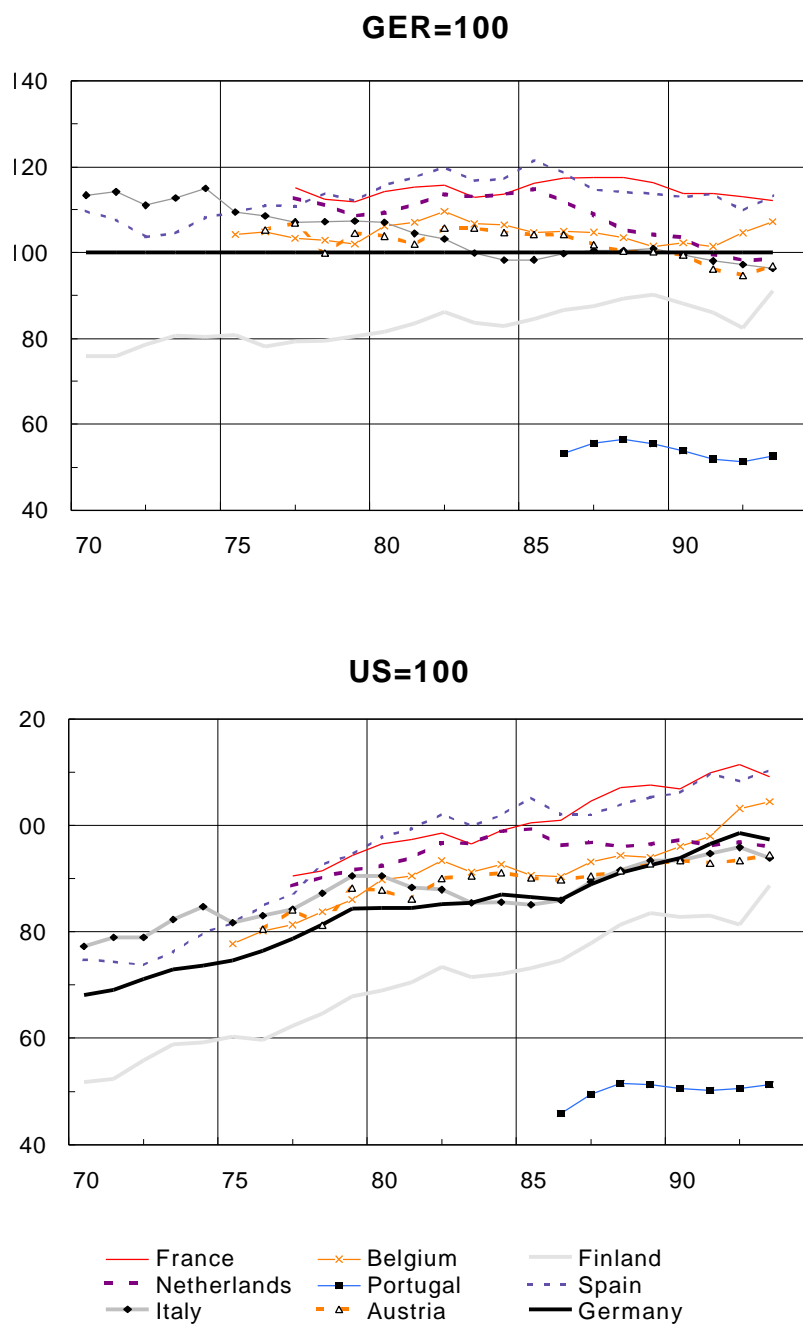 GER=100
140
120
100
80
60
40
70 75 80 85 90
US=100
20
00
80
60
40
70 75 80 85 90
France Belgium Finland
Netherlands Portugal Spain
Italy Austria Germany